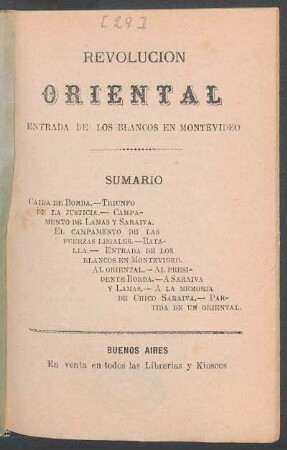 [29]
REVOLUCION
ORIENTAL
ENTRADA DE LOS BLANCOS EN MONTEVIDEO
SUMARIO
CAIDA DE BORDA.—TRIUNFO
DE LA JUSTICIA.— CAMPA-
MENTO DE LAMAS Y SARAIVA.
EL CAMPAMENTO DE LAS
FUERZAS LEGALES.—BATA-
LLA.— ENTRADA DE LOS
BLANCOS EN MONTEVIDEO.
AL ORIENTAL.—AL PRESI-
DENTE BORDA.—A SARAIVA
Y LAMAS.— A LA MEMORIA
DE CHICO SARAIVA.— PAR-
TIDA DE UN ORIENTAL.
BUENOS AIRES
En venta en todos las Librerias y Kioscos